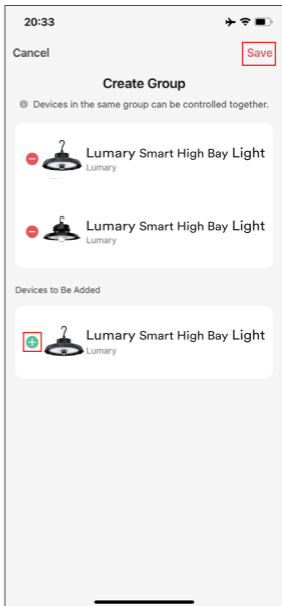 20:33
Cancel
Save
Create Group
Devices in the same group can be controlled together.
Lumary Smart High Bay Light
Lumary
Lumary Smart High Bay Light
Lumary
Devices to Be Added
Lumary Smart High Bay Light
Lumary